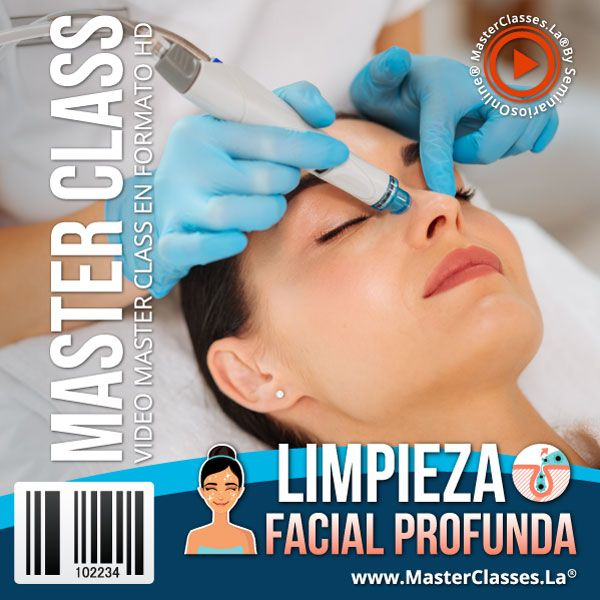 MASTER CLASS
VIDEO MASTER CLASS EN FORMATO HD
MasterClasses.La®By SeminariosOnline®
LIMPIEZA
FACIAL PROFUNDA
102234
www.MasterClasses.La®